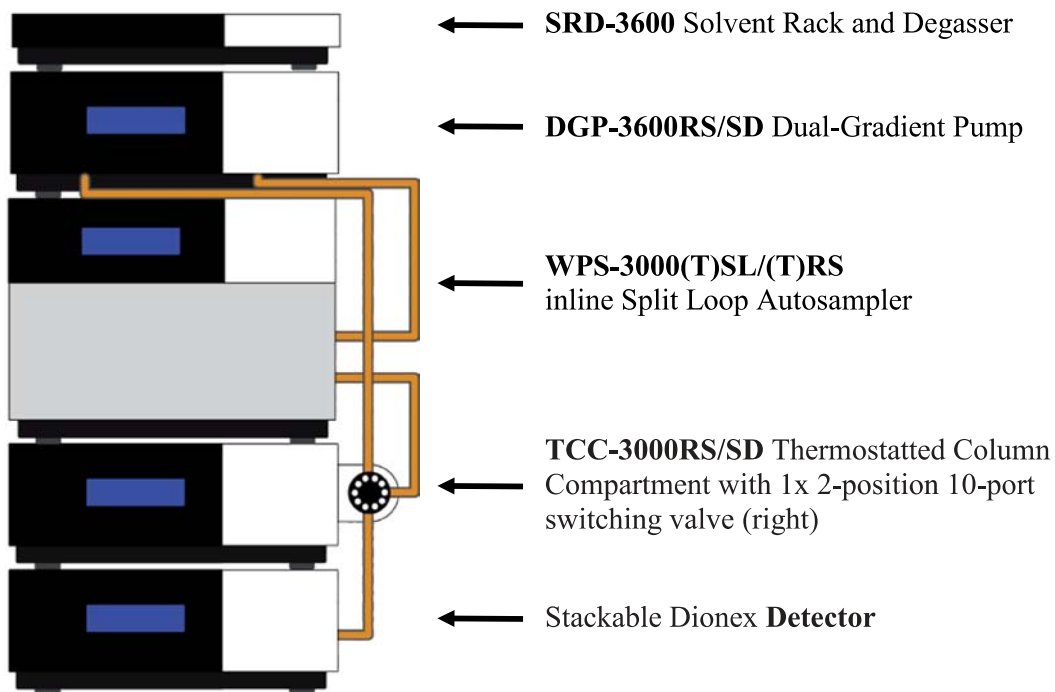 SRD-3600 Solvent Rack and Degasser
DGP-3600RS/SD Dual-Gradient Pump
WPS-3000(T)SL/(T)RS
inline Split Loop Autosampler
TCC-3000RS/SD Thermostatted Column
Compartment with 1x 2-position 10-port
switching valve (right)
Stackable Dionex Detector